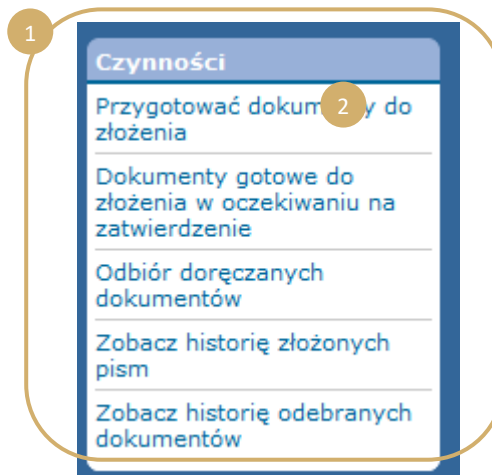 1
Czynności
Przygotować 2 do
złożenia
Dokumenty gotowe do
złożenia w oczekiwaniu na
zatwierdzenie
Odbiór doręczanych
dokumentów
Zobacz historię złożonych
pism
Zobacz historię odebranych
dokumentów